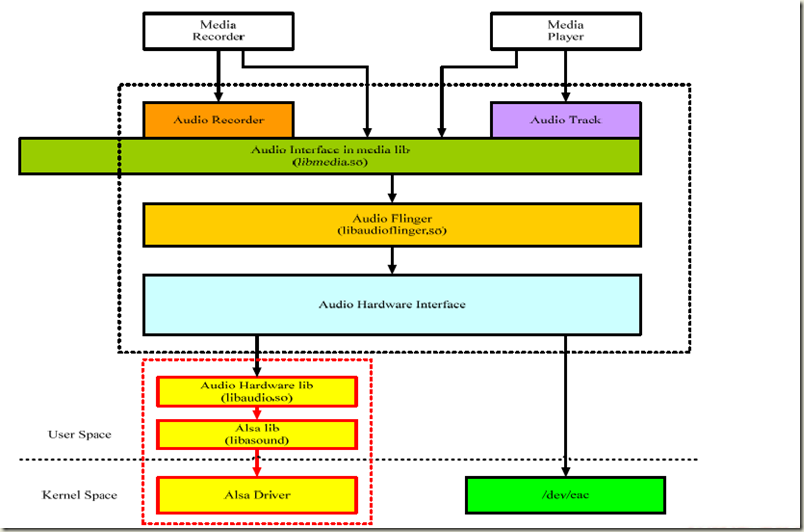 Media
Recorder
Media
Player
Audio Recorder
Audio Track
Audio Interface in media lib
(libmedia.so)
Audio Flinger
(libaudioflinger.so)
Audio Hardware Interface
Audio Hardware lib
(libaudio.so)
Alsa lib
(libasound)
User Space
Kernel Space
Alsa Driver
/dev/eac